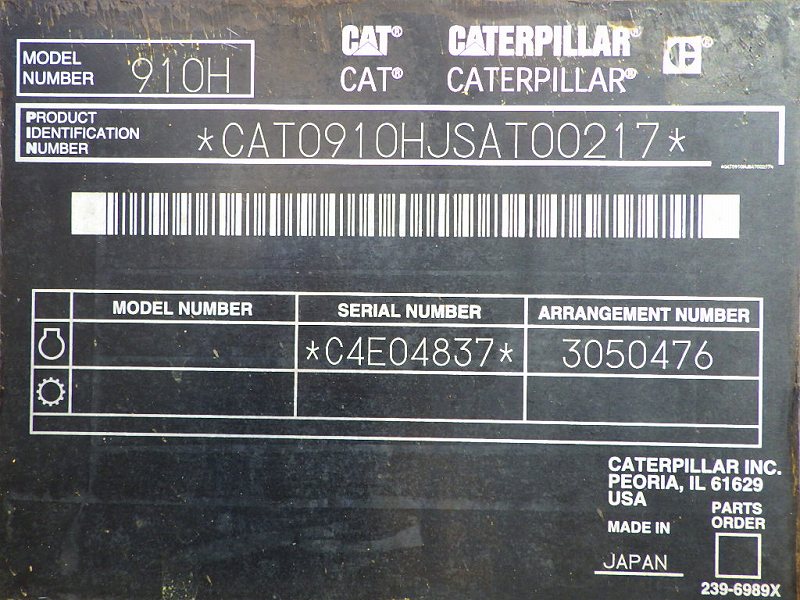 MODEL
NUMBER
910H
CAT® CATERPILLAR® C®
CAT® CATERPILLAR®
PRODUCT
IDENTIFICATION
NUMBER
*CAT0910HJSAT00217*
MODEL NUMBER SERIAL NUMBER ARRANGEMENT NUMBER
*C4E04837* 3050476
CATERPILLAR INC.
PEORIA, IL 61629
USA
PARTS
ORDER
MADE IN
JAPAN
239-6989X